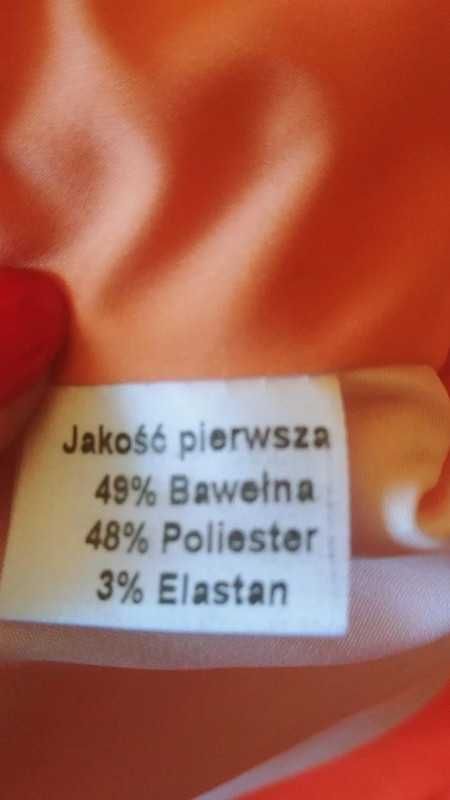 Jakość pierwsza
49% Bawełna
48% Poliester
3% Elastan